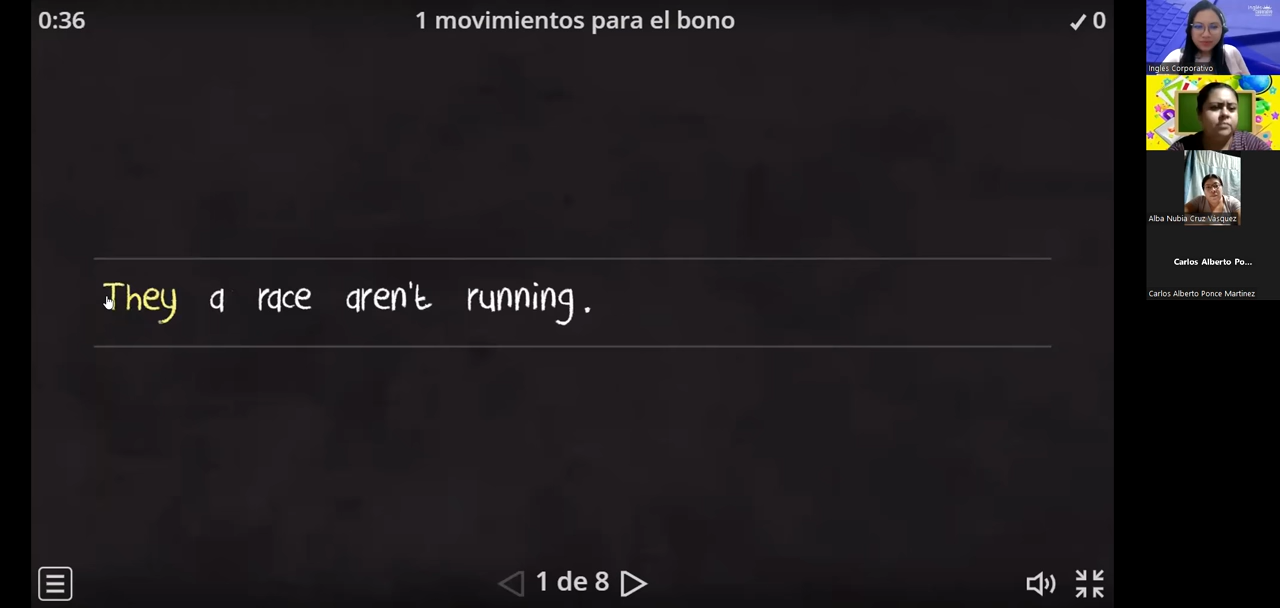 0:36 1 movimientos para el bono ✓ 0
They a race aren't running.
1 de 8
Ingles Corporativo
Alba Nubia Cruz Vásquez
Carlos Alberto Po...
Carlos Alberto Ponce Martinez